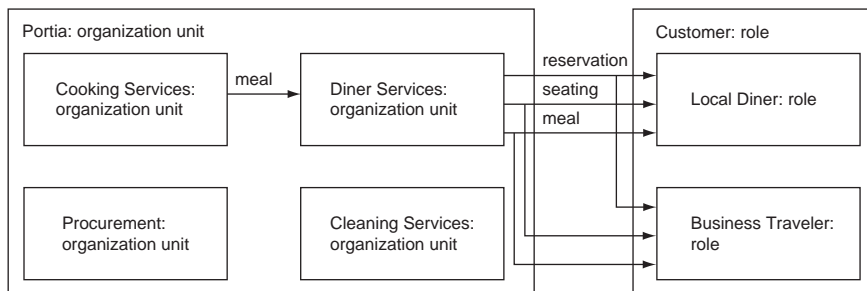 Portia: organization unit
Customer: role
Cooking Services:
organization unit
meal
Diner Services:
organization unit
reservation
seating
meal
Local Diner: role
Procurement:
organization unit
Cleaning Services:
organization unit
Business Traveler:
role